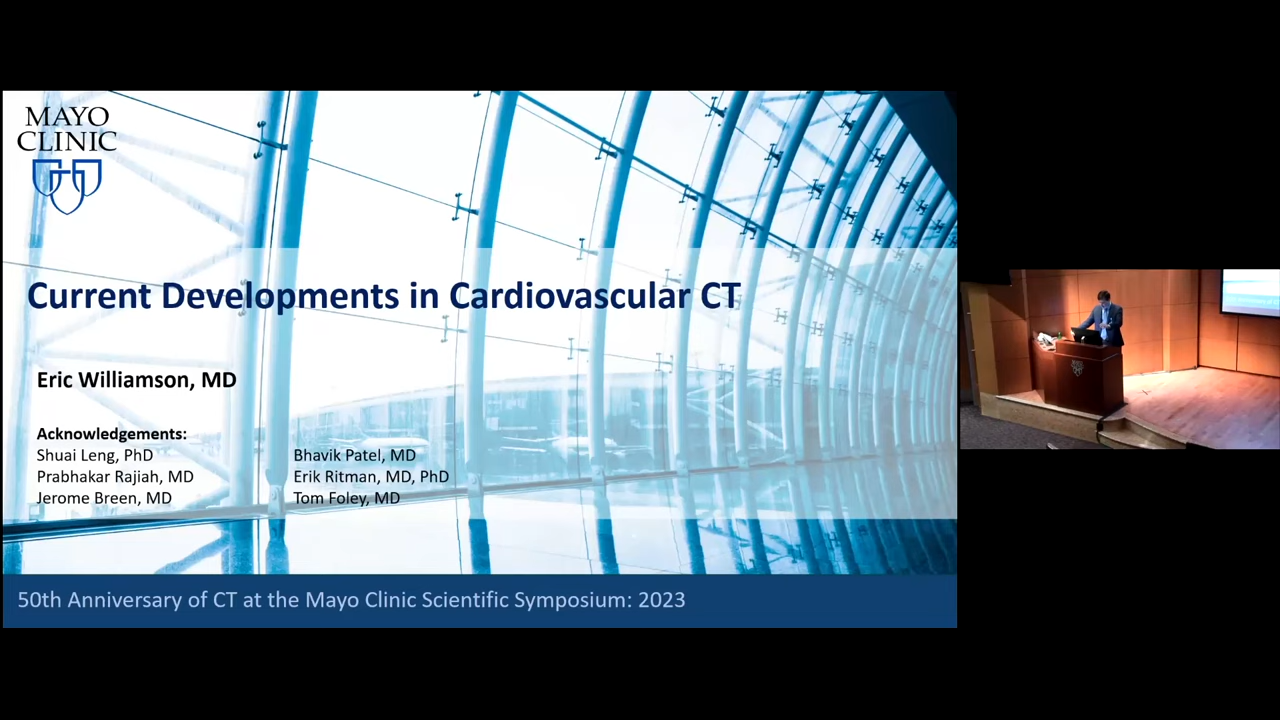 MAYO
CLINIC
Current Developments in Cardiovascular CT
Eric Williamson, MD
Acknowledgements:
Shuai Leng, PhD
Prabhakar Rajiah, MD
Jerome Breen, MD
Bhavik Patel, MD
Erik Ritman, MD, PhD
Tom Foley, MD
50th Anniversary of CT at the Mayo Clinic Scientific Symposium: 2023